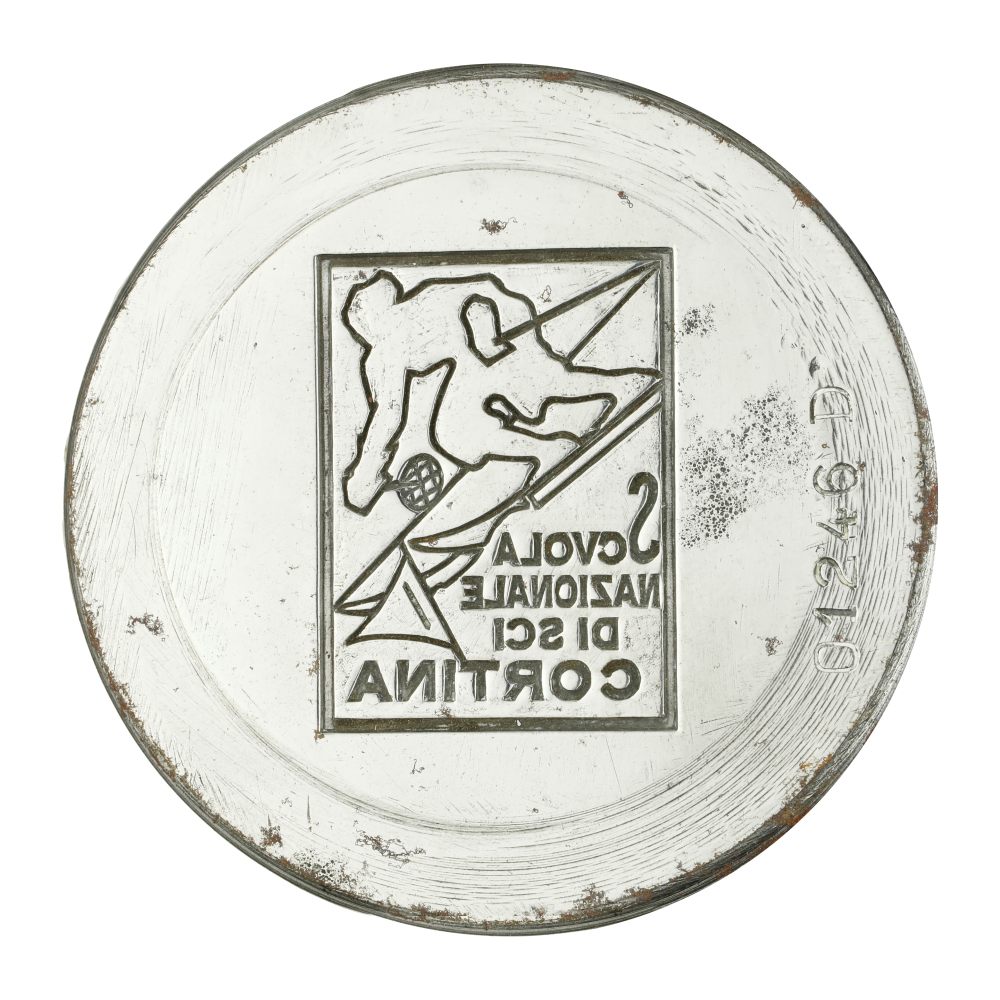 SCVOLA
NAZIONALE
DI SCI
CORTINA
01246 D